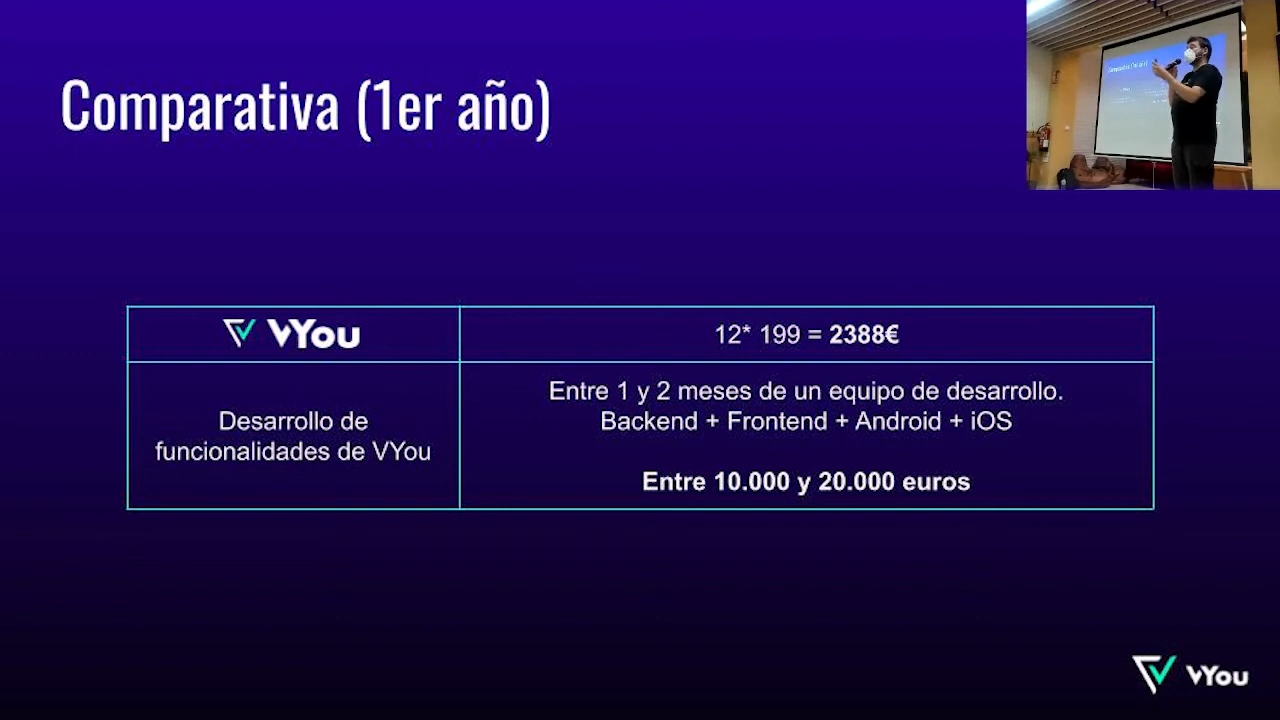 Comparativa (1er año)
VYou
12* 199 = 2388€
Desarrollo de
funcionalidades de VYou
Entre 1 y 2 meses de un equipo de desarrollo.
Backend + Frontend + Android + iOS
Entre 10.000 y 20.000 euros
VYou